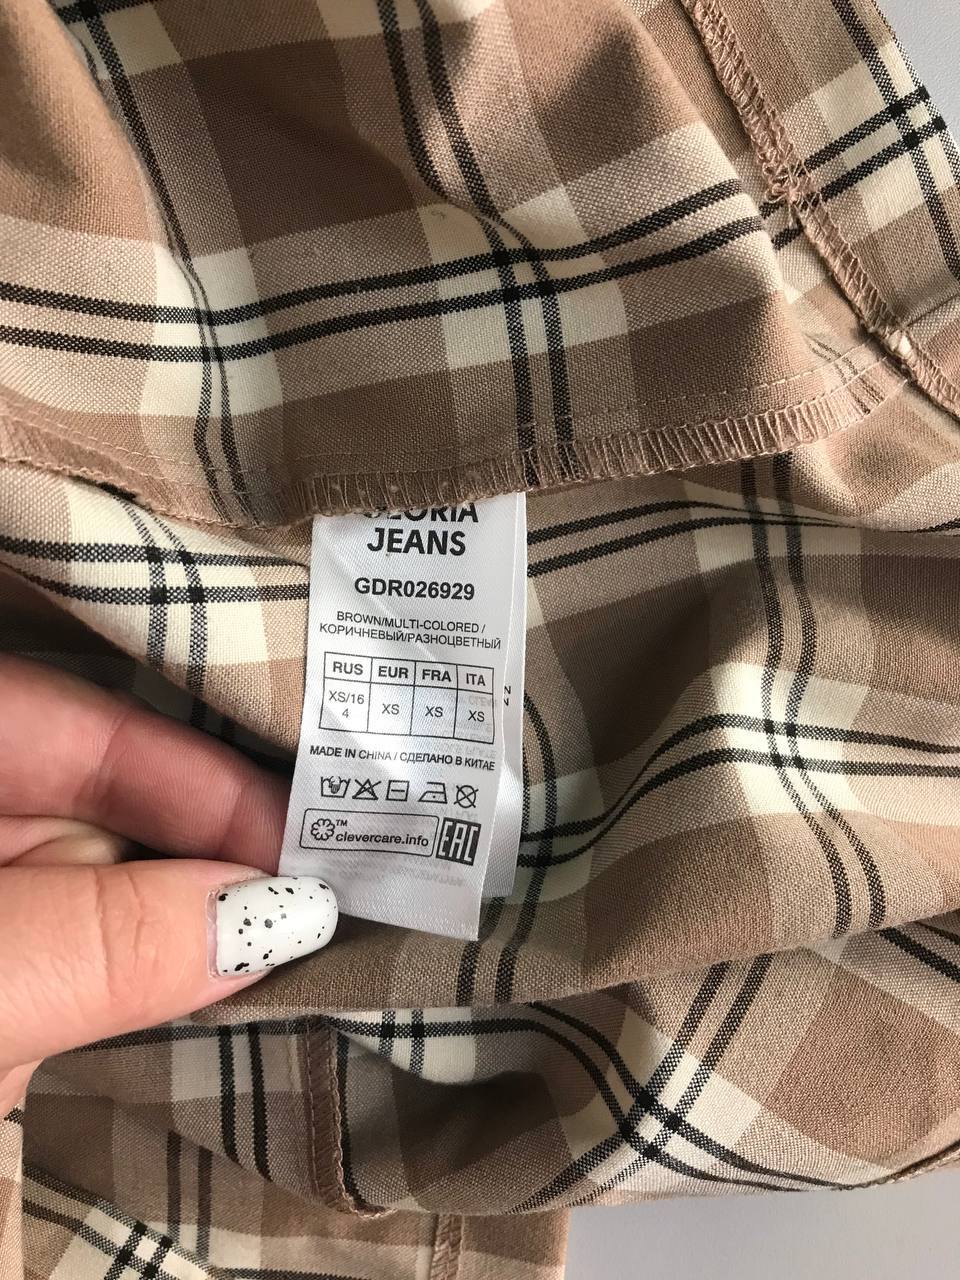 GLORIA
JEANS
GDR026929
BROWN/MULTI-COLORED /
КОРИЧНЕВЫЙ/РАЗНОЦВЕТНЫЙ
RUS EUR FRA ITA
XS/16
4 XS XS XS
MADE IN CHINA / СДЕЛАНО В КИТАЕ
TM
clevercare.info
EAC
N
N